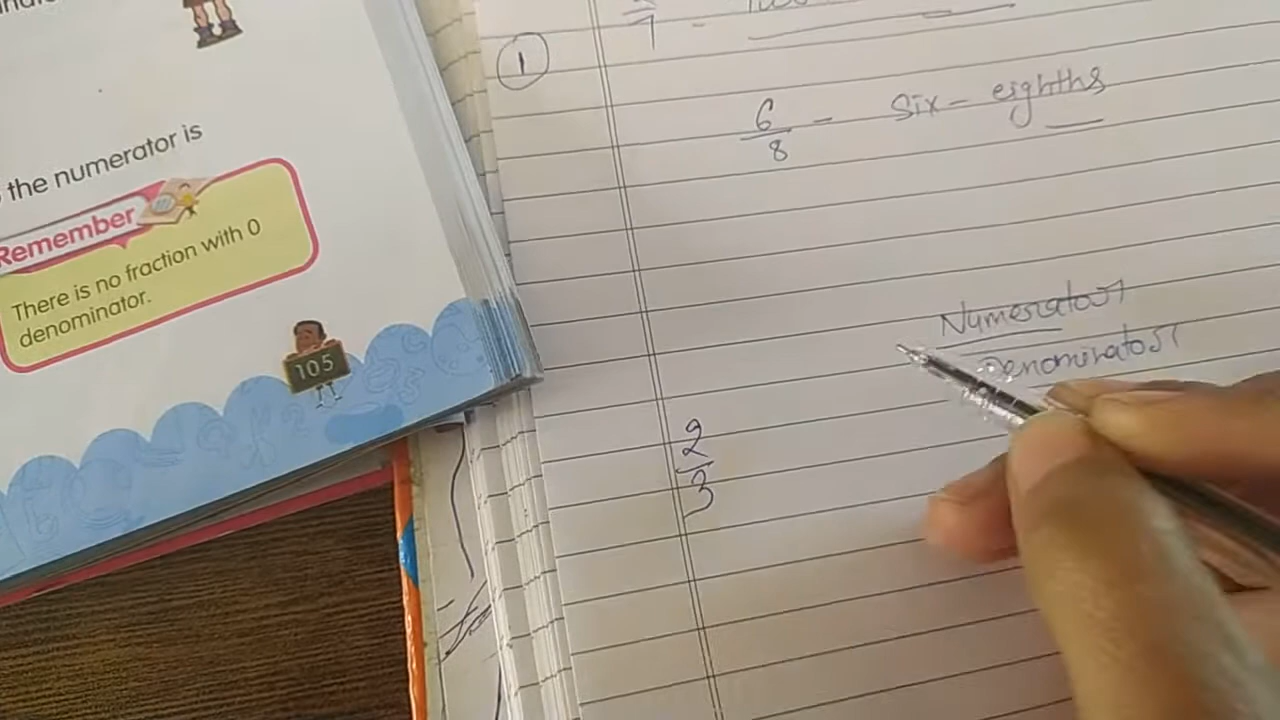 the numerator is
Remember
There is no fraction with 0
denominator.
105
7 -
1
6/8 - Six - eighths
Numerator
Denominator
2/3